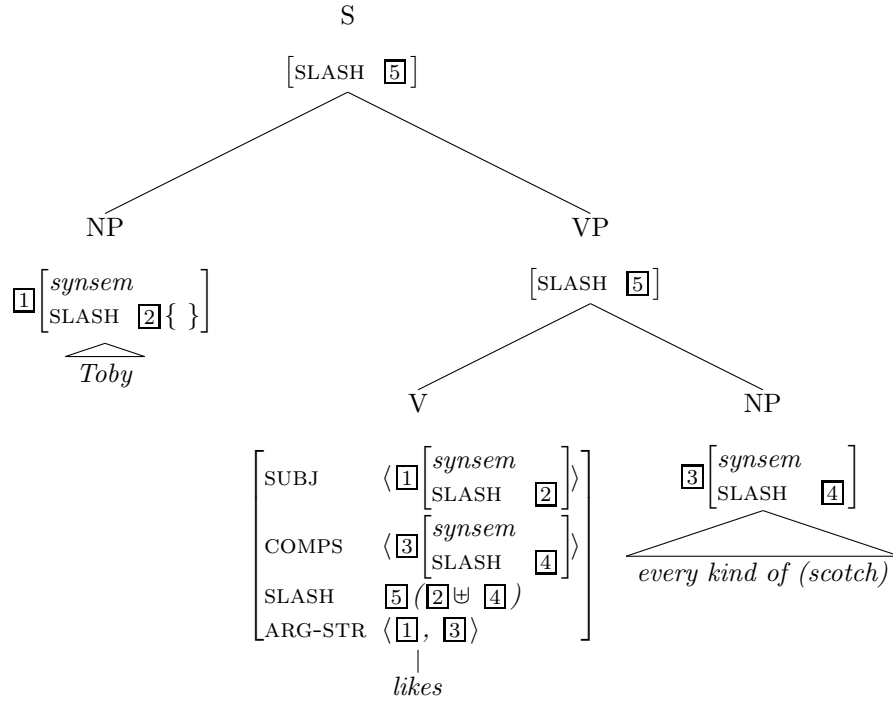 S
[SLASH 5]
NP VP
1[synsem
SLASH 2{ }]
[SLASH 5]
Toby
V NP
[SUBJ ⟨1[synsem
SLASH 2]⟩
COMPS ⟨3[synsem
SLASH 4]⟩
SLASH 5(2 ⊎ 4)
ARG-STR ⟨1, 3⟩]
3[synsem
SLASH 4]
every kind of (scotch)
likes